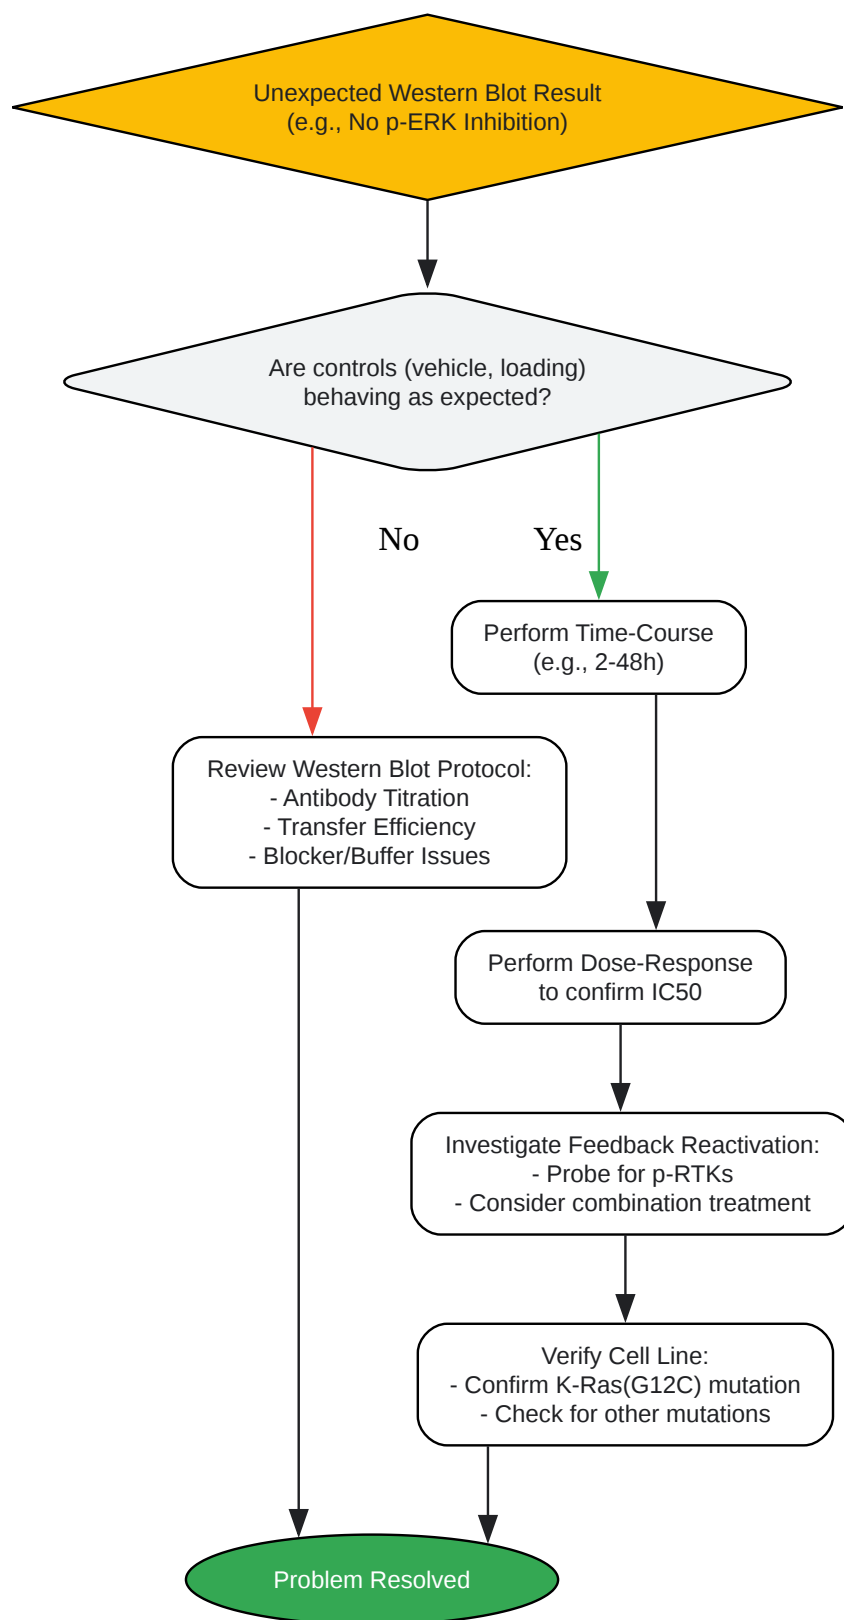 Unexpected Western Blot Result
(e.g., No p-ERK Inhibition)
Are controls (vehicle, loading)
behaving as expected?
No
Yes
Perform Time-Course
(e.g., 2-48h)
Review Western Blot Protocol:
- Antibody Titration
- Transfer Efficiency
- Blocker/Buffer Issues
Perform Dose-Response
to confirm IC50
Investigate Feedback Reactivation:
- Probe for p-RTKs
- Consider combination treatment
Verify Cell Line:
- Confirm K-Ras(G12C) mutation
- Check for other mutations
Problem Resolved